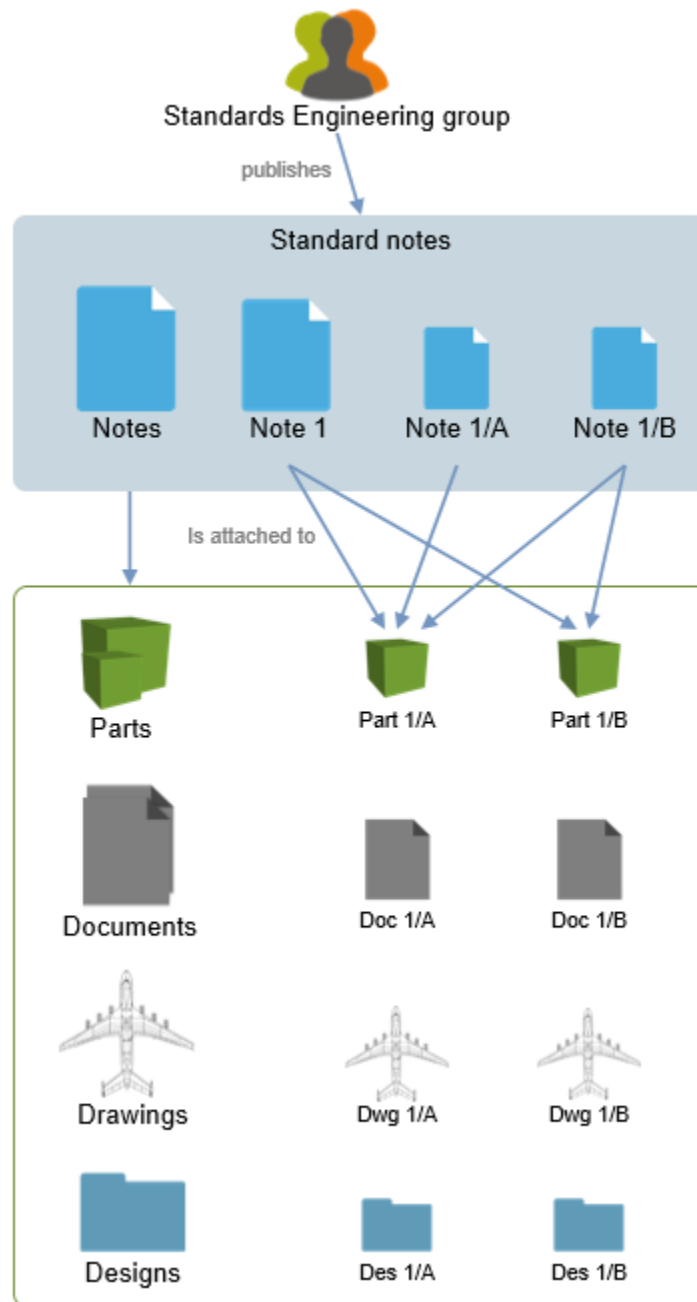 Standards Engineering group
publishes
Standard notes
Notes
Note 1
Note 1/A
Note 1/B
Is attached to
Parts
Part 1/A
Part 1/B
Documents
Doc 1/A
Doc 1/B
Drawings
Dwg 1/A
Dwg 1/B
Designs
Des 1/A
Des 1/B